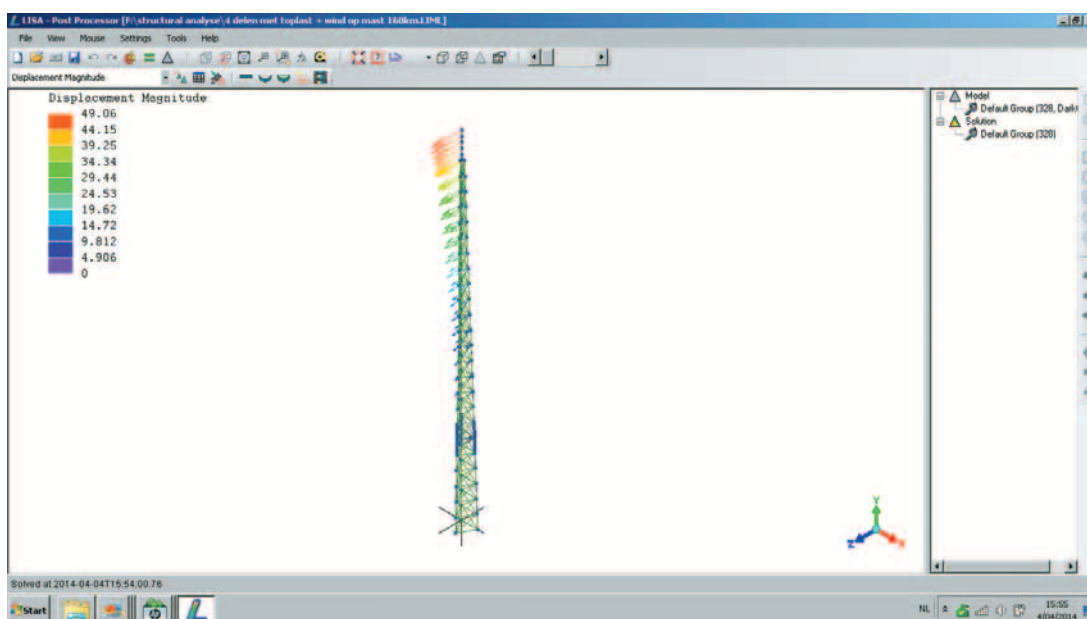 LISA - Post Processor [F:\structural analyse\4 delen met toplast + wind op mast 160km.LIML]
File View Mouse Settings Tools Help
Displacement Magnitude
Displacement Magnitude
49.06
44.15
39.25
34.34
29.44
24.53
19.62
14.72
9.812
4.906
0
Model
Default Group (328, Dark
Solution
Default Group (328)
Y
Z
X
Solved at 2014-04-04T15:54:00.76
Start
NL
15:55
4/04/2014